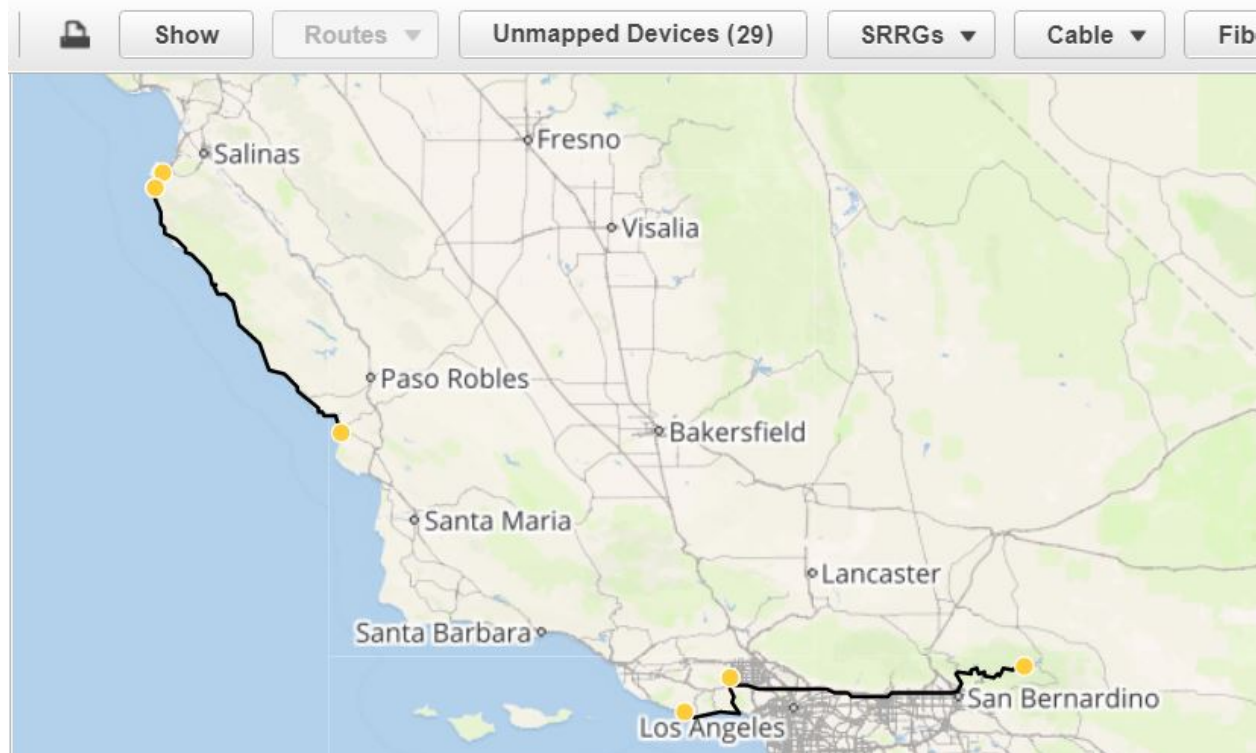 Show
Routes
Unmapped Devices (29)
SRRGs
Cable
Fib
Fresno
Salinas
Visalia
Paso Robles
Bakersfield
Santa Maria
Lancaster
Santa Barbara
San Bernardino
Los Angeles